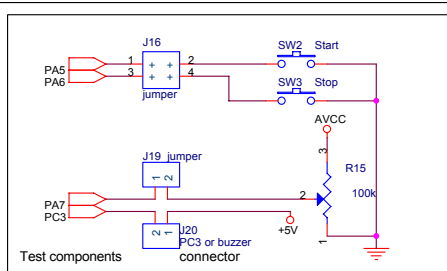 J16
SW2 Start
1 2
PA5
PA6
3 4
jumper
SW3 Stop
AVCC
3
J19 jumper
R15
1 2
100k
PA7
2
PC3
2 1
J20
+5V
PC3 or buzzer
1
Test components connector